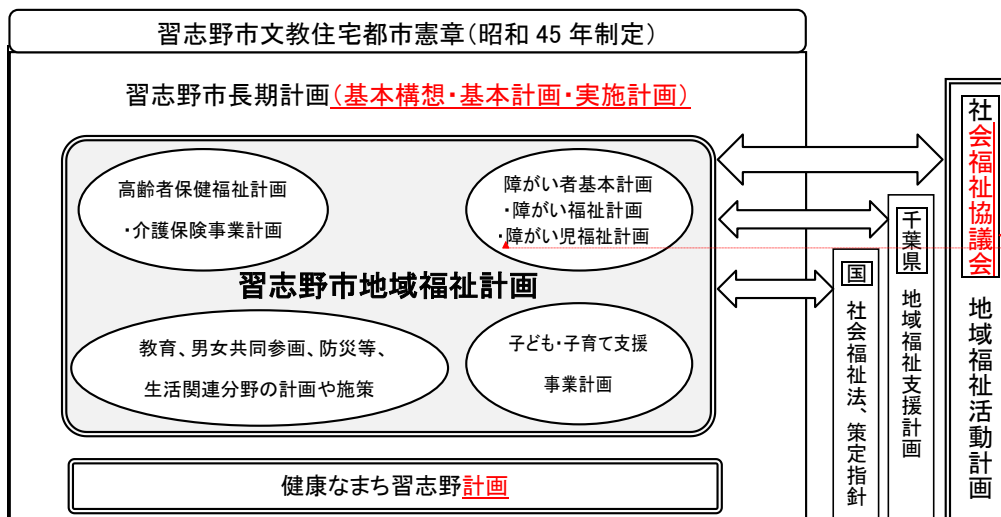 習志野市文教住宅都市憲章(昭和 45 年制定)
習志野市長期計画(基本構想・基本計画・実施計画)
高齢者保健福祉計画
・介護保険事業計画
障がい者基本計画
・障がい福祉計画
・障がい児福祉計画
習志野市地域福祉計画
教育、男女共同参画、防災等、
生活関連分野の計画や施策
子ども・子育て支援
事業計画
健康なまち習志野計画
国 社会福祉法、策定指針
千葉県 地域福祉支援計画
社会福祉協議会 地域福祉活動計画